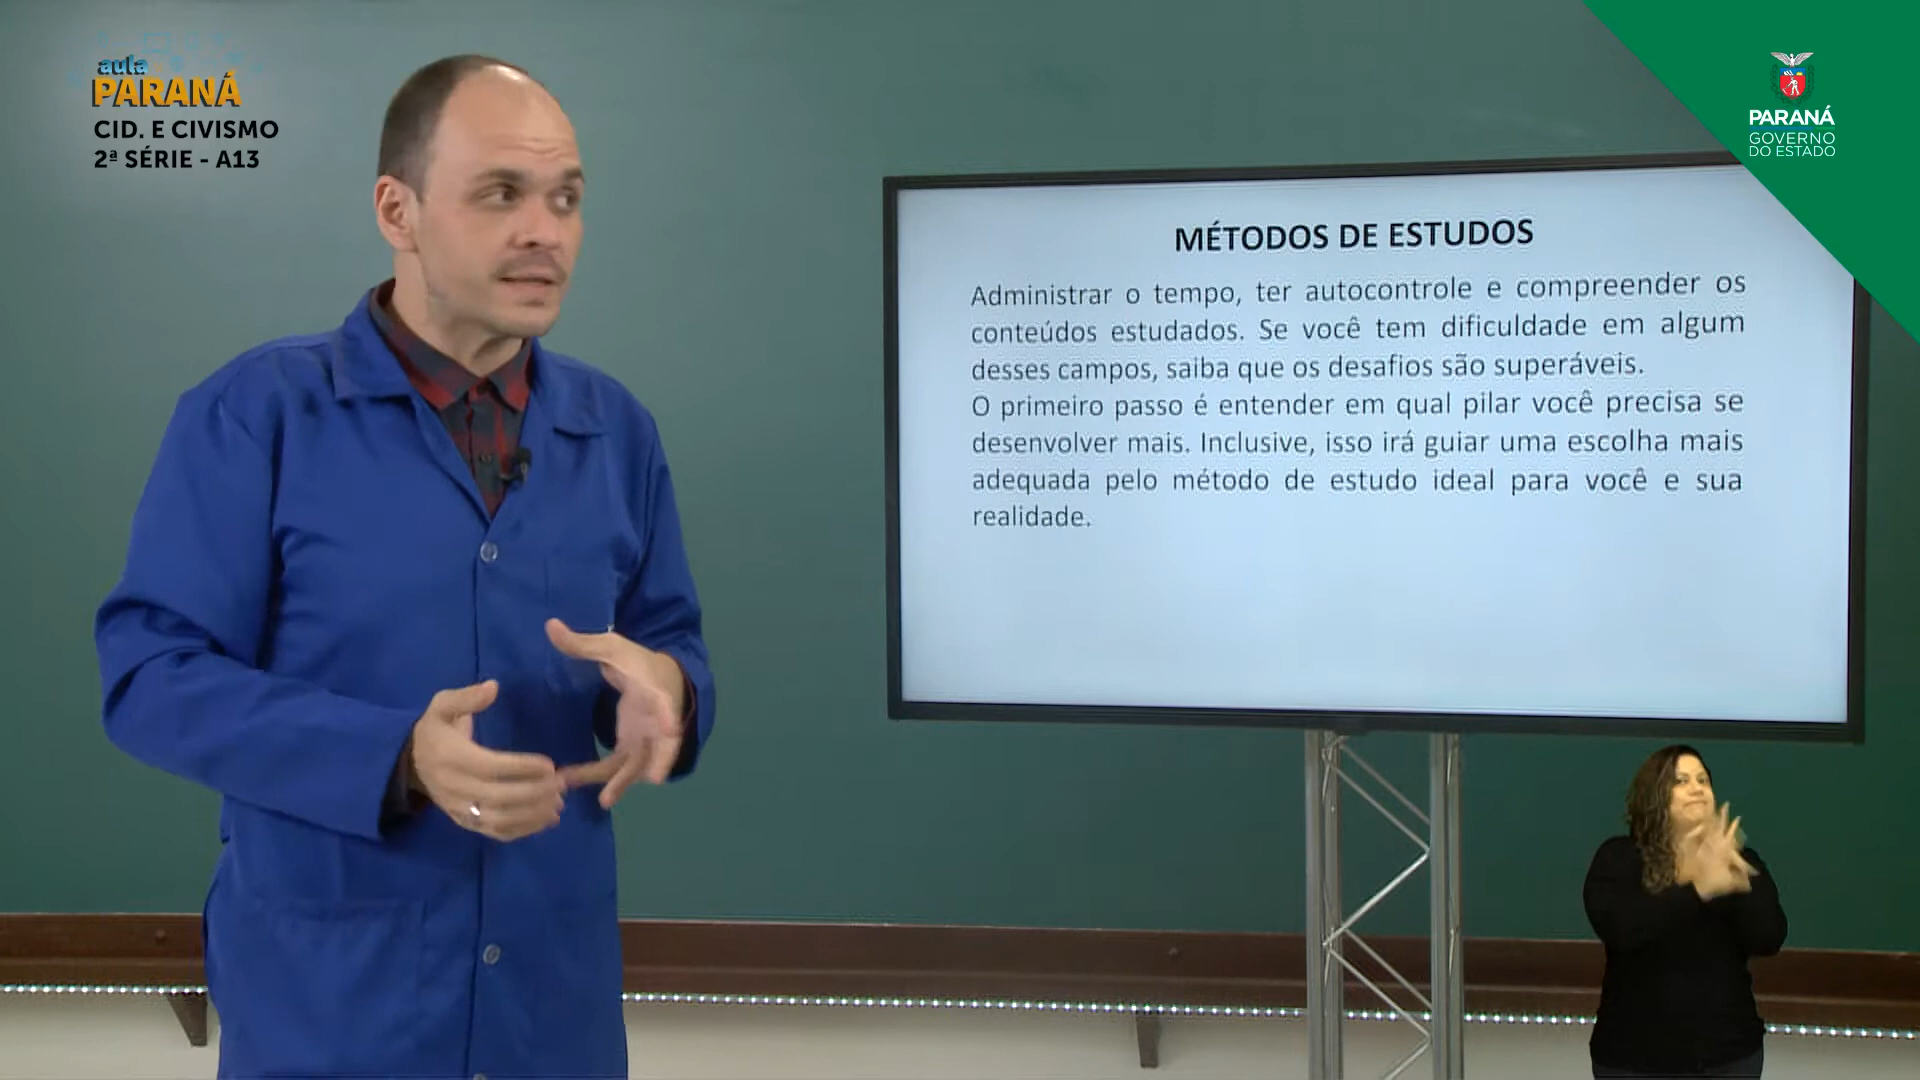 aula
PARANÁ
CID. E CIVISMO
2ª SÉRIE - A13
PARANÁ
GOVERNO
DO ESTADO
MÉTODOS DE ESTUDOS
Administrar o tempo, ter autocontrole e compreender os
conteúdos estudados. Se você tem dificuldade em algum
desses campos, saiba que os desafios são superáveis.
O primeiro passo é entender em qual pilar você precisa se
desenvolver mais. Inclusive, isso irá guiar uma escolha mais
adequada pelo método de estudo ideal para você e sua
realidade.